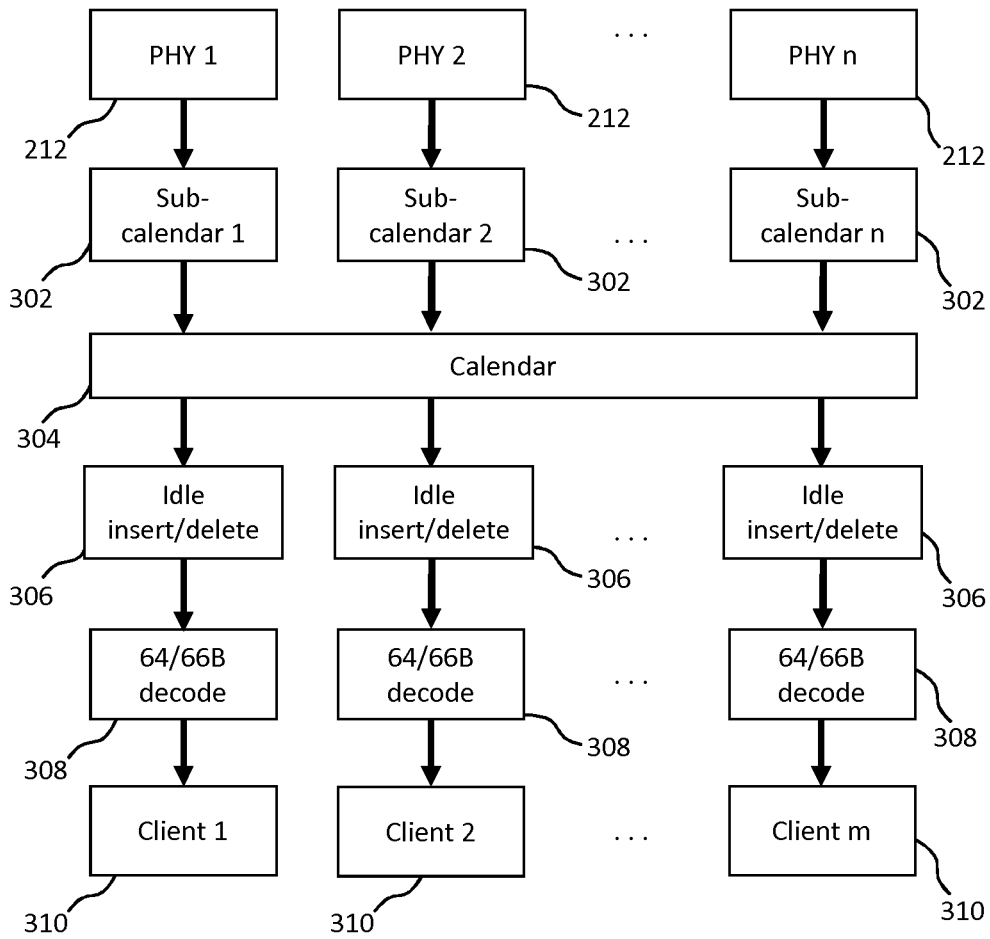 PHY 1
PHY 2
. . .
PHY n
212
212
212
Sub-
calendar 1
Sub-
calendar 2
. . .
Sub-
calendar n
302
302
302
Calendar
304
Idle
insert/delete
Idle
insert/delete
. . .
Idle
insert/delete
306
306
306
64/66B
decode
64/66B
decode
. . .
64/66B
decode
308
308
308
Client 1
Client 2
. . .
Client m
310
310
310